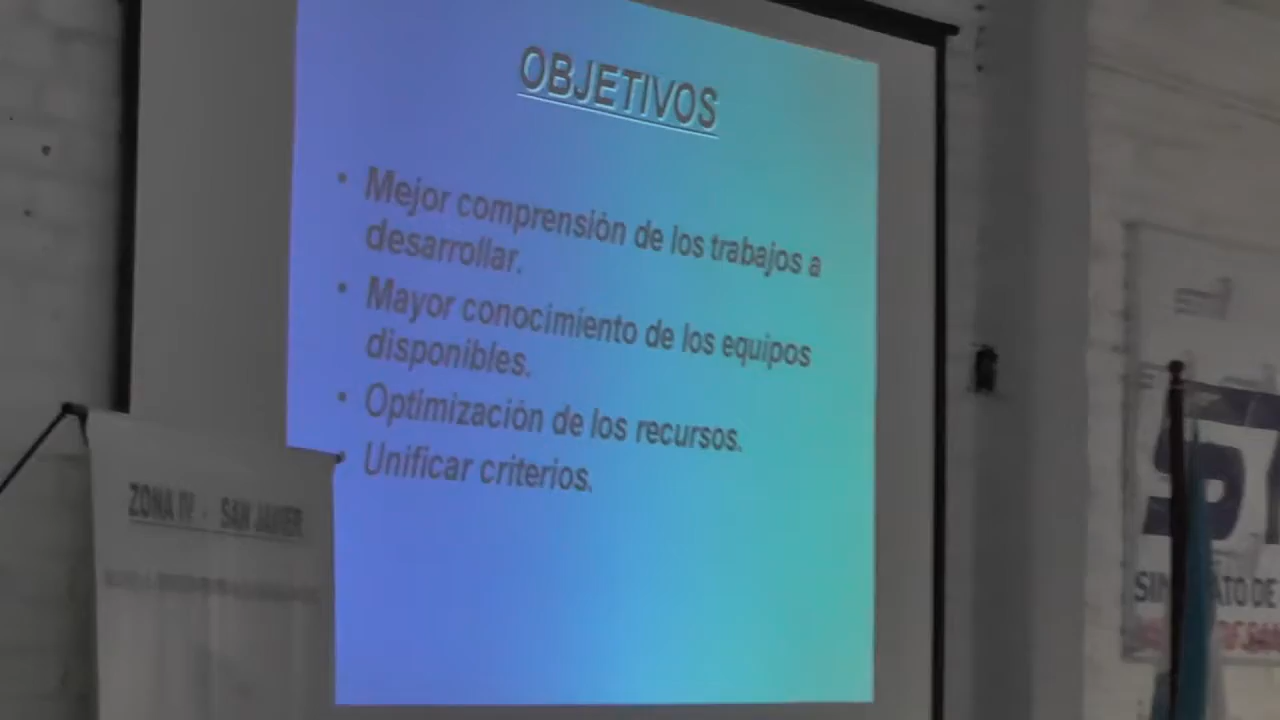 OBJETIVOS
• Mejor comprensión de los trabajos a
desarrollar.
• Mayor conocimiento de los equipos
disponibles.
• Optimización de los recursos.
• Unificar criterios.
ZONA IV - SAN JAVIER
DE